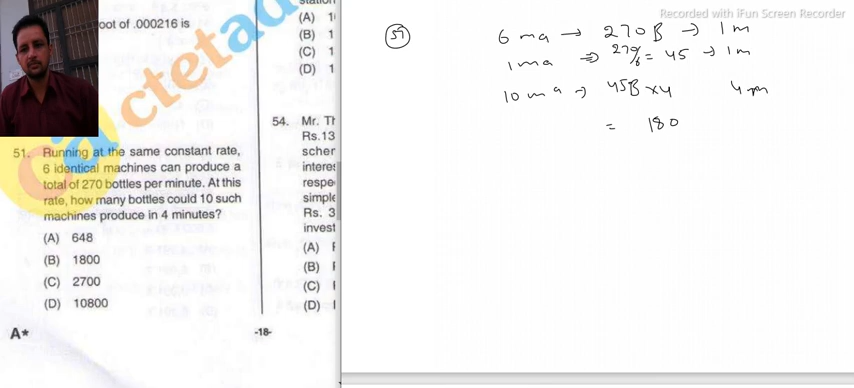 Recorded with iFun Screen Recorder
oot of .000216 is
ctetad
51. Running at the same constant rate,
6 identical machines can produce a
total of 270 bottles per minute. At this
rate, how many bottles could 10 such
machines produce in 4 minutes?
(A) 648
(B) 1800
(C) 2700
(D) 10800
A*
-18-
(A) 1
(B) 1
(C) 1
(D) 1
54. Mr. Th
Rs.13
scher
interes
respe
simple
Rs. 3
invest
(A) F
(B) F
(C) F
(D) I
6 ma → 270 B → 1 m
1 ma ⇒ 270/6 = 45 → 1 m
10 ma → 45B × 4 4 m
= 180